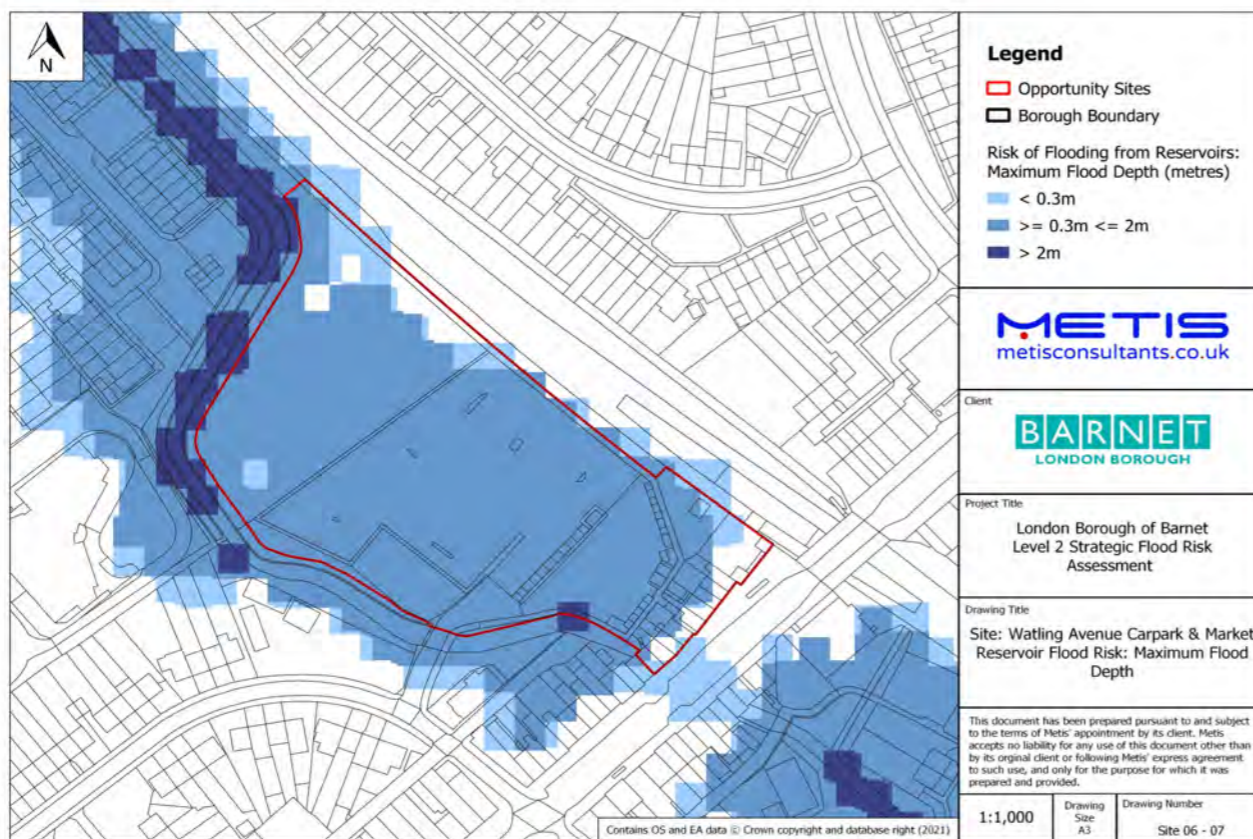 N
Legend
Opportunity Sites
Borough Boundary
Risk of Flooding from Reservoirs:
Maximum Flood Depth (metres)
< 0.3m
>= 0.3m <= 2m
> 2m
METIS
metisconsultants.co.uk
Client
BARNET
LONDON BOROUGH
Project Title
London Borough of Barnet
Level 2 Strategic Flood Risk
Assessment
Drawing Title
Site: Watling Avenue Carpark & Market
Reservoir Flood Risk: Maximum Flood
Depth
This document has been prepared pursuant to and subject
to the terms of Metis' appointment by its client. Metis
accepts no liability for any use of this document other than
by its orginal client or following Metis' express agreement
to such use, and only for the purpose for which it was
prepared and provided.
1:1,000
Drawing
Size
A3
Drawing Number
Site 06 - 07
Contains OS and EA data © Crown copyright and database right (2021)